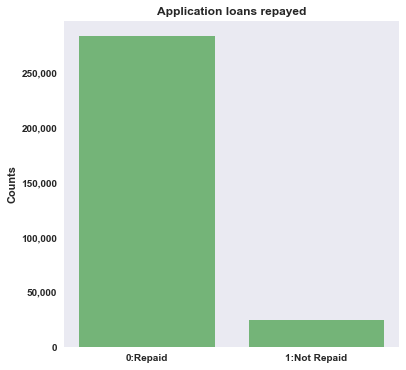 Application loans repayed
250,000
200,000
150,000
100,000
50,000
0
Counts
0:Repaid
1:Not Repaid